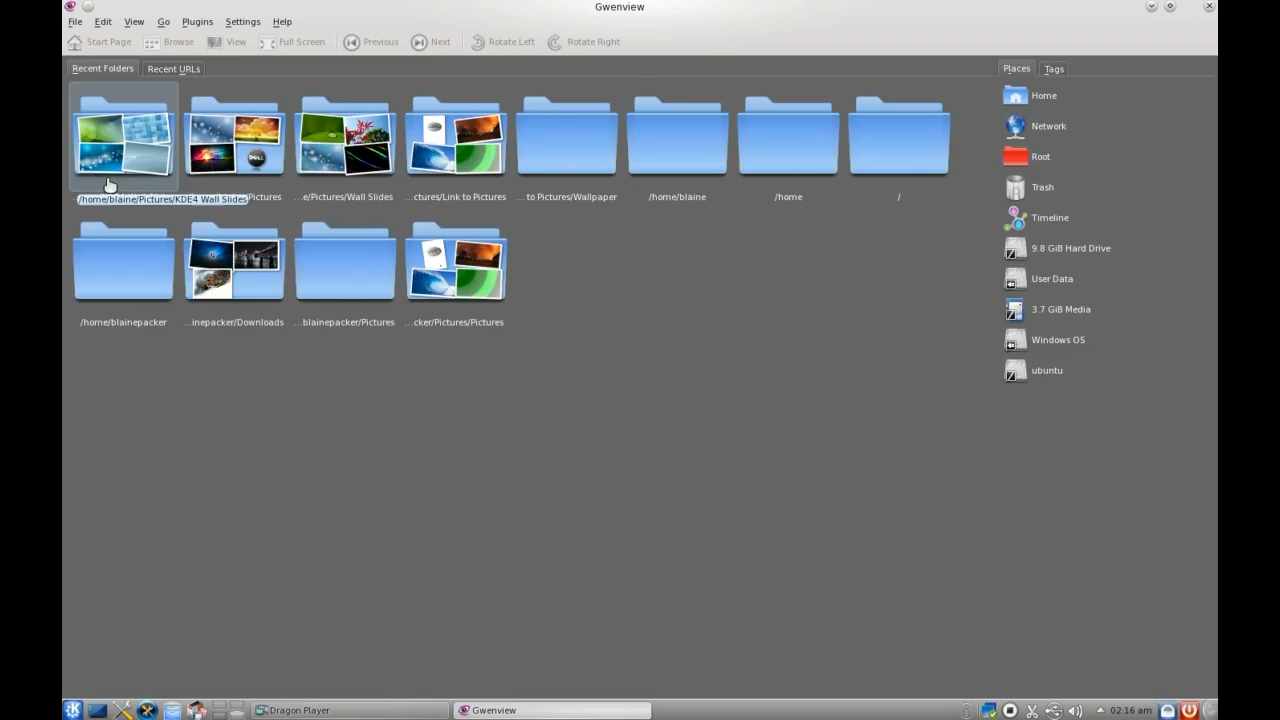 Gwenview
File Edit View Go Plugins Settings Help
Start Page Browse View Full Screen Previous Next Rotate Left Rotate Right
Recent Folders Recent URLs
Places Tags
/home/blaine/Pictures/KDE4 Wall Slides
ictures
...e/Pictures/Wall Slides
...ctures/Link to Pictures
... to Pictures/Wallpaper
/home/blaine
/home
/
/home/blainepacker
...inepacker/Downloads
...blainepacker/Pictures
...cker/Pictures/Pictures
Home
Network
Root
Trash
Timeline
9.8 GiB Hard Drive
User Data
3.7 GiB Media
Windows OS
ubuntu
DELL
Dragon Player
Gwenview
02:16 am